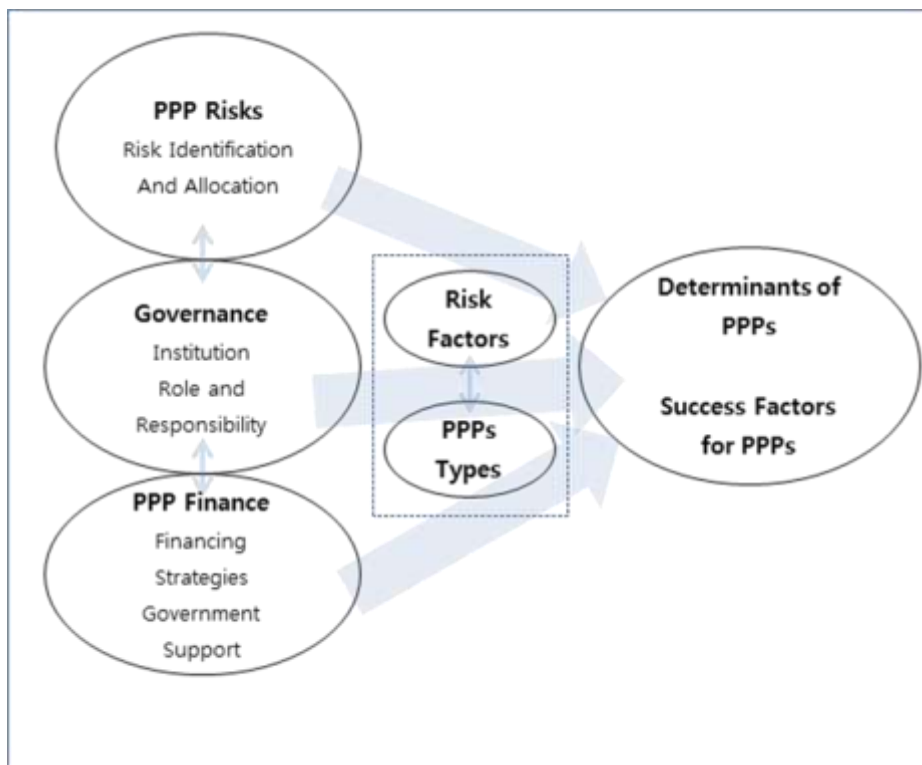 PPP Risks
Risk Identification
And Allocation
Governance
Institution
Role and
Responsibility
PPP Finance
Financing
Strategies
Government
Support
Risk
Factors
PPPs
Types
Determinants of
PPPs
Success Factors
for PPPs